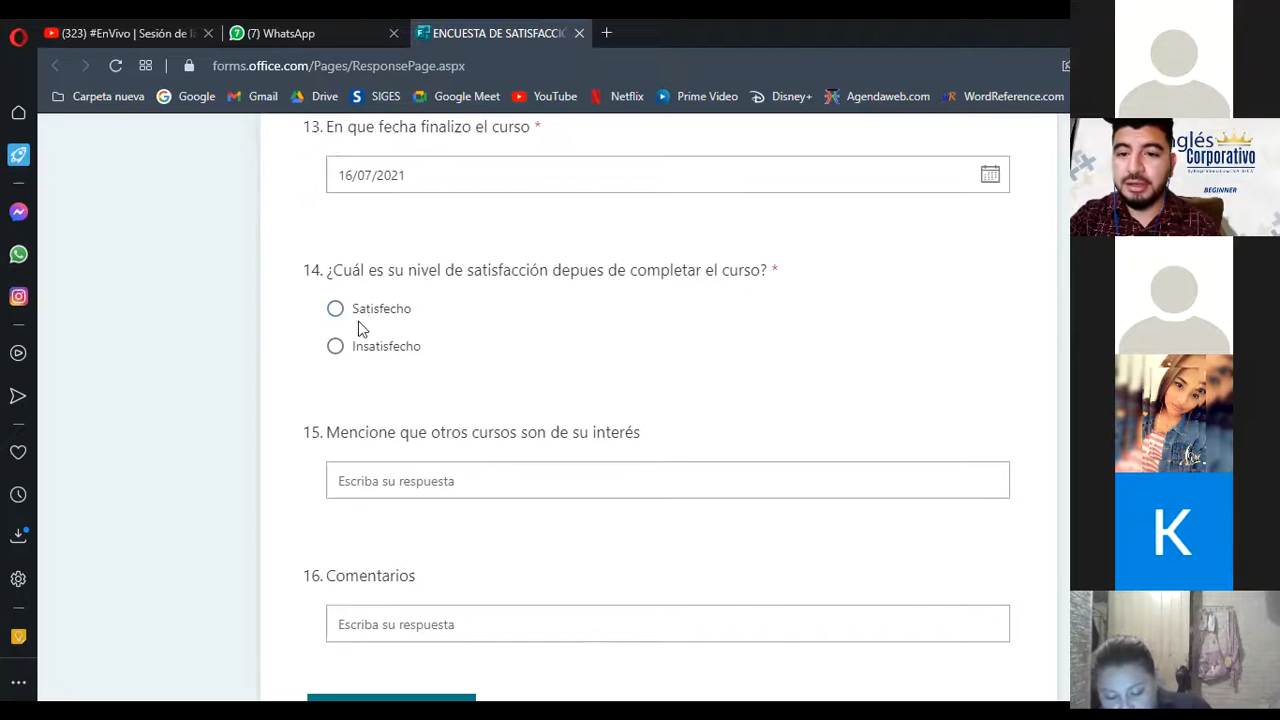 (323) #EnVivo | Sesión de l
(7) WhatsApp
ENCUESTA DE SATISFACCI
forms.office.com/Pages/ResponsePage.aspx
Carpeta nueva
Google
Gmail
Drive
SIGES
Google Meet
YouTube
Netflix
Prime Video
Disney+
Agendaweb.com
WordReference.com
13. En que fecha finalizo el curso *
16/07/2021
14. ¿Cuál es su nivel de satisfacción depues de completar el curso? *
Satisfecho
Insatisfecho
15. Mencione que otros cursos son de su interés
Escriba su respuesta
16. Comentarios
Escriba su respuesta
nglés
Corporativo
BEGINNER
K